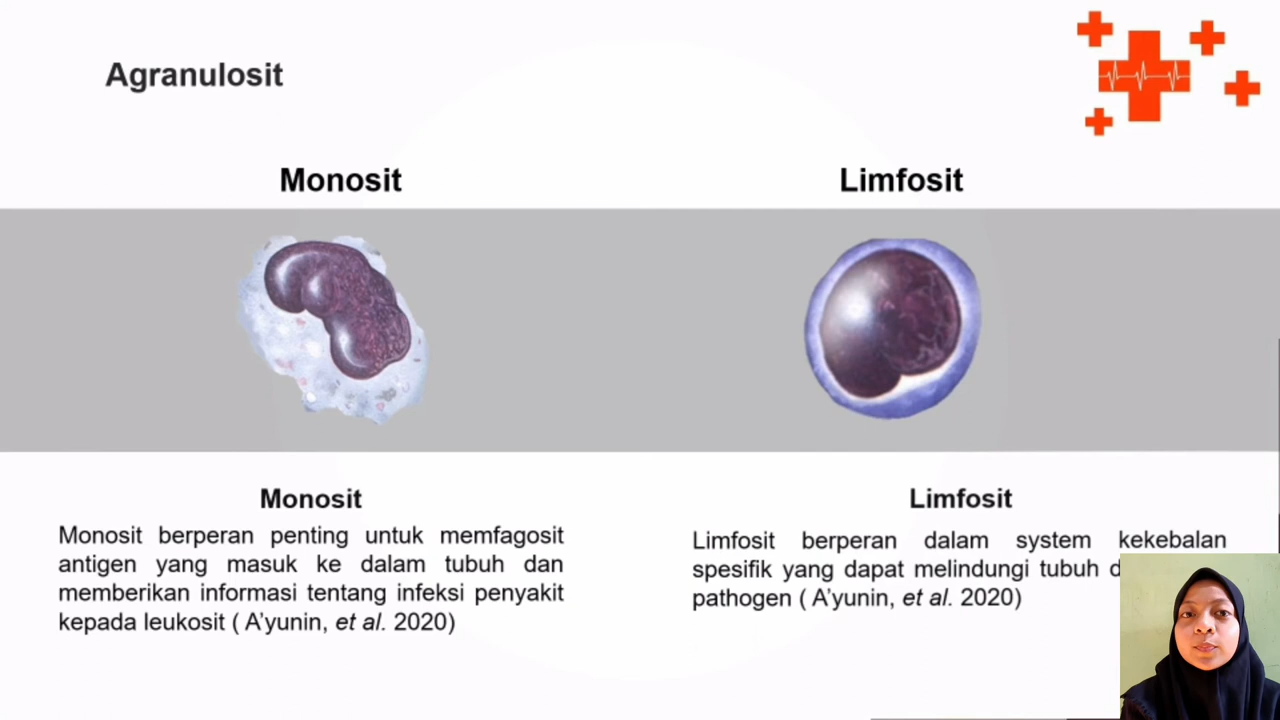 Agranulosit
Monosit
Limfosit
Monosit
Monosit berperan penting untuk memfagosit
antigen yang masuk ke dalam tubuh dan
memberikan informasi tentang infeksi penyakit
kepada leukosit ( A’yunin, et al. 2020)
Limfosit
Limfosit berperan dalam system kekebalan
spesifik yang dapat melindungi tubuh
pathogen ( A’yunin, et al. 2020)